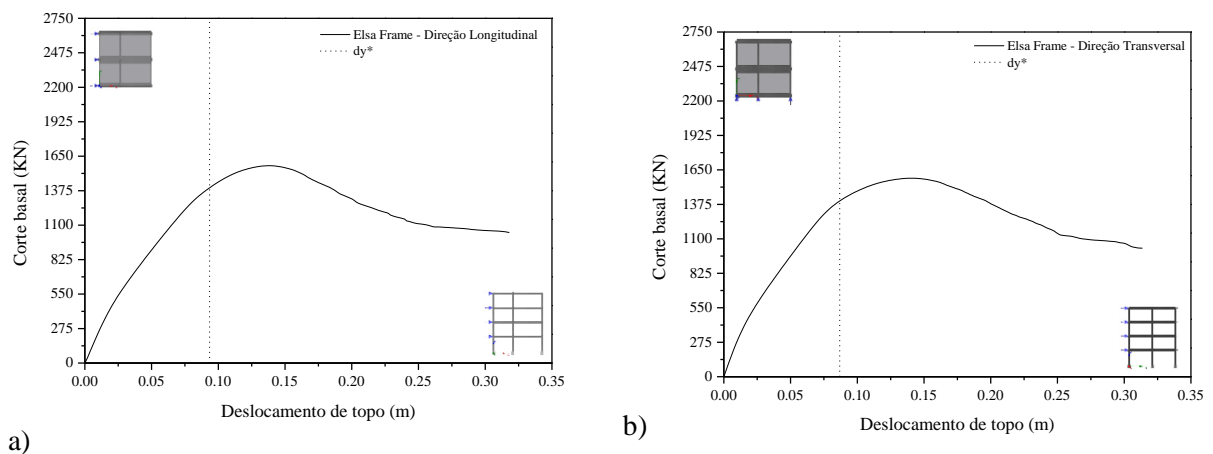 2750
2475
2200
1925
1650
1375
1100
825
550
275
0
Corte basal (KN)
Elsa Frame - Direção Longitudinal
dy*
0.00 0.05 0.10 0.15 0.20 0.25 0.30 0.35
Deslocamento de topo (m)
a)
2750
2475
2200
1925
1650
1375
1100
825
550
275
0
Corte basal (KN)
Elsa Frame - Direção Transversal
dy*
0.00 0.05 0.10 0.15 0.20 0.25 0.30 0.35
Deslocamento de topo (m)
b)